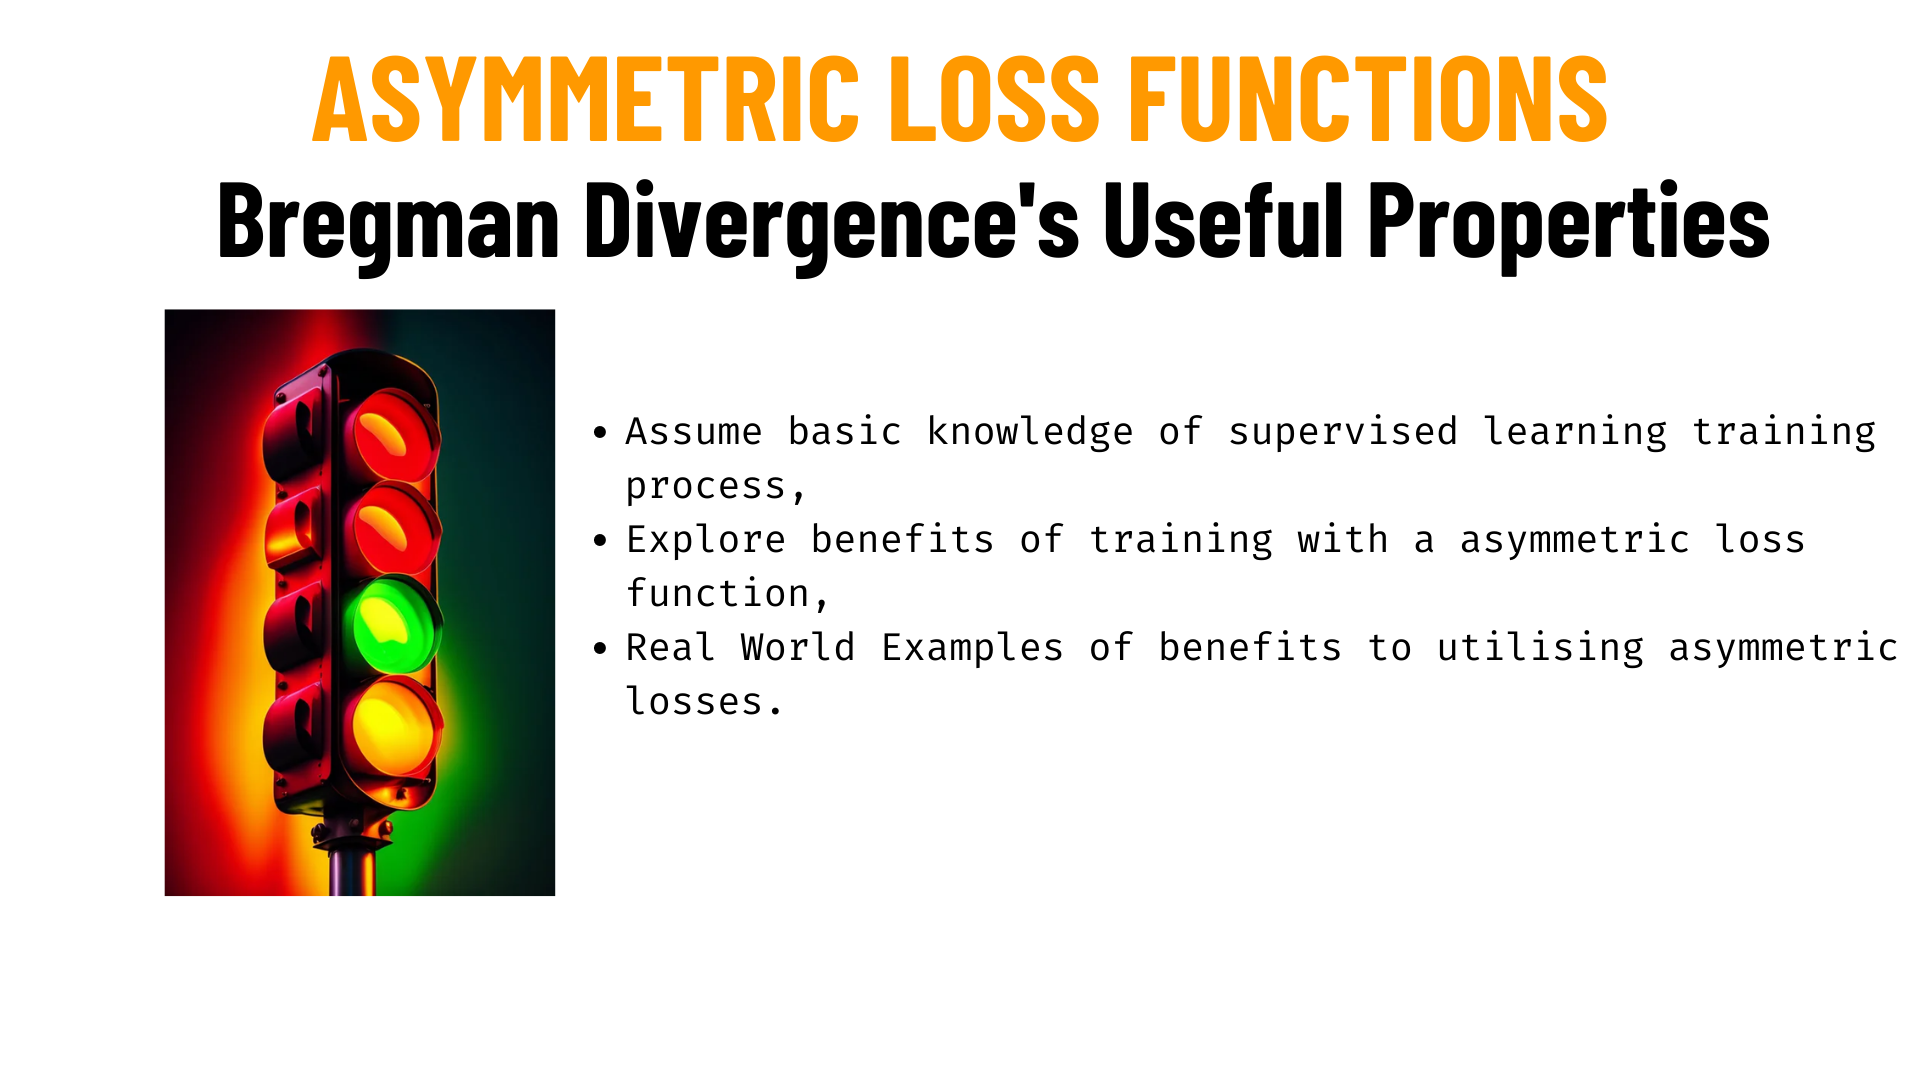 ASYMMETRIC LOSS FUNCTIONS
Bregman Divergence's Useful Properties
• Assume basic knowledge of supervised learning training
process,
• Explore benefits of training with a asymmetric loss
function,
• Real World Examples of benefits to utilising asymmetric
losses.